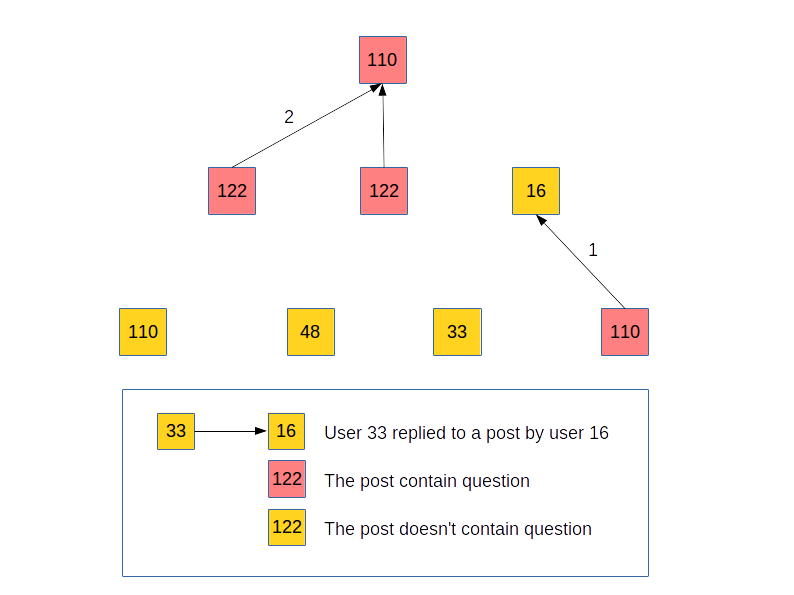 110
2
122 122 16
1
110 48 33 110
33 16 User 33 replied to a post by user 16
122 The post contain question
122 The post doesn't contain question